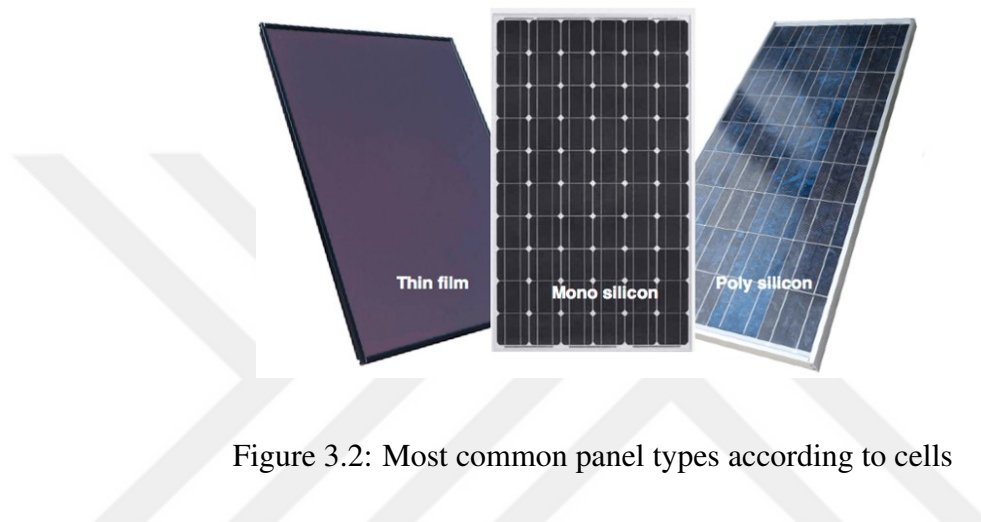 Thin film
Mono silicon
Poly silicon
Figure 3.2: Most common panel types according to cells